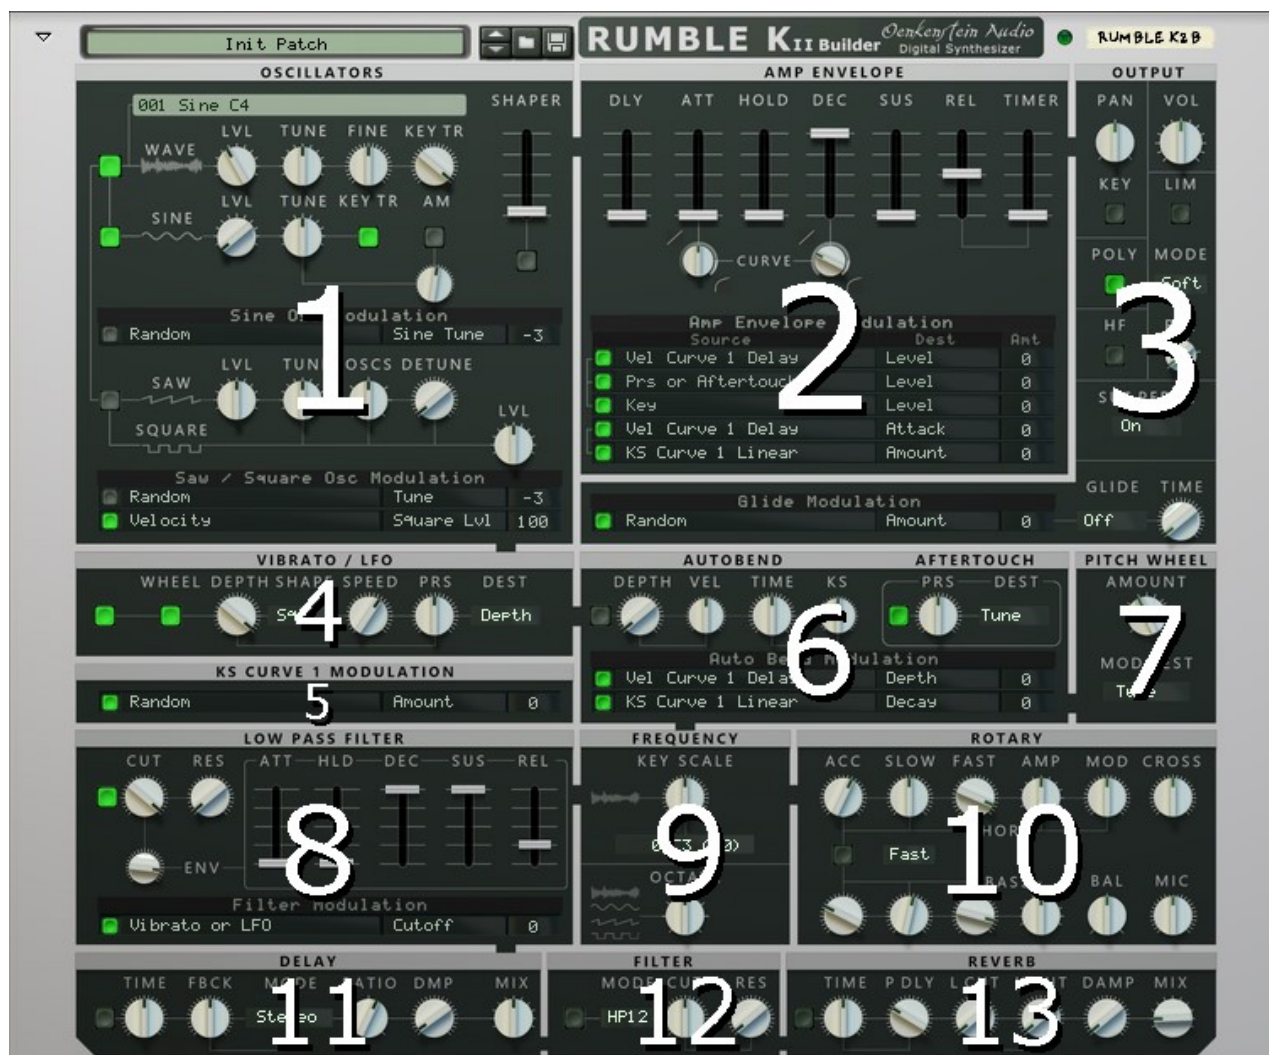 Init Patch
RUMBLE KII Builder
Oenkenstein Audio
Digital Synthesizer
RUMBLE K2B
OSCILLATORS
001 Sine C4
SHAPER
LVL TUNE FINE KEY TR
WAVE
LVL TUNE KEY TR AM
SINE
1
Random Sine Tune -3
LVL OSCS DETUNE
SAW
LVL
SQUARE
Saw / Square Osc Modulation
Random Tune -3
Velocity Square Lvl 100
AMP ENVELOPE
DLY ATT HOLD DEC SUS REL TIMER
CURVE
2
Amp Envelope
Source Dest Amt
Vel Curve 1 Delay Level 0
Prs or Aftertouch Level 0
Key Level 0
Vel Curve 1 Delay Attack 0
KS Curve 1 Linear Amount 0
OUTPUT
PAN VOL
KEY LIM
POLY MODE
Soft
3
HF
On
Glide Modulation
Random Amount 0
GLIDE TIME
Off
VIBRATO / LFO
WHEEL DEPTH SHAPE SPEED PRS DEST
4
Depth
KS CURVE 1 MODULATION
Random Amount 0
5
AUTOBEND
DEPTH VEL TIME KS
6
Vel Curve 1 Delay Depth 0
KS Curve 1 Linear Decay 0
AFTERTOUCH
PRS DEST
Tune
PITCH WHEEL
AMOUNT
7
LOW PASS FILTER
CUT RES ATT HLD DEC SUS REL
ENV
8
Filter Modulation
Vibrato or LFO Cutoff 0
FREQUENCY
KEY SCALE
9
ROTARY
ACC SLOW FAST AMP MOD CROSS
Fast
10
BAL MIC
DELAY
TIME FBCK MODE RATIO DMP MIX
Stereo
11
FILTER
MODE CUT RES
HP12
12
REVERB
TIME P DLY DAMP MIX
13